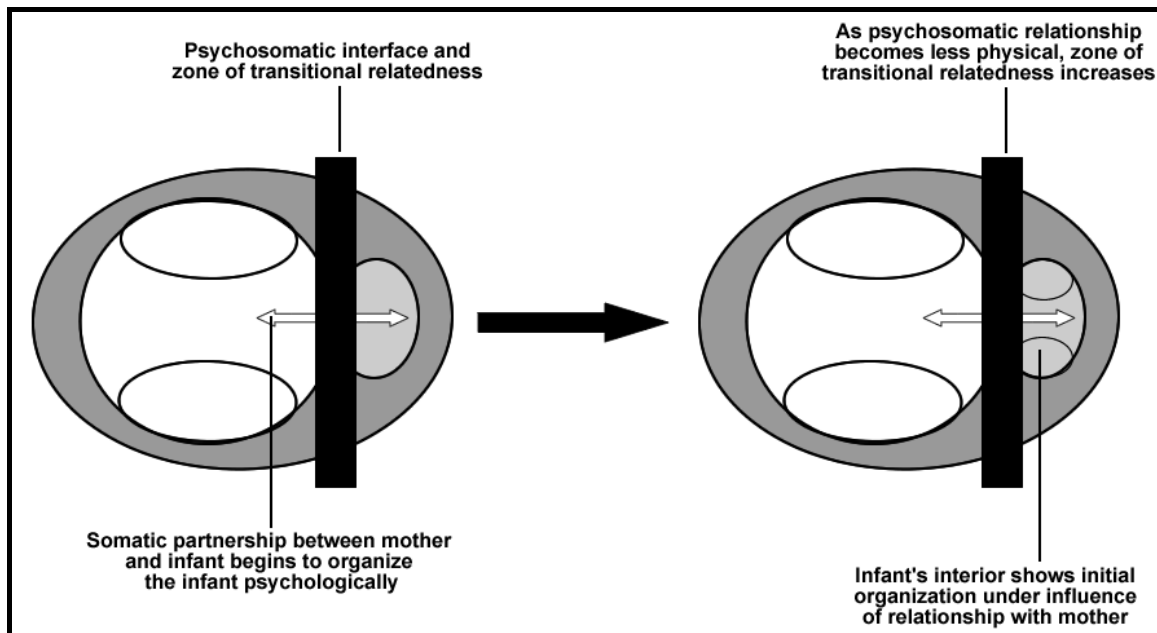 Psychosomatic interface and
zone of transitional relatedness
As psychosomatic relationship
becomes less physical, zone of
transitional relatedness increases
Somatic partnership between mother
and infant begins to organize
the infant psychologically
Infant's interior shows initial
organization under influence
of relationship with mother